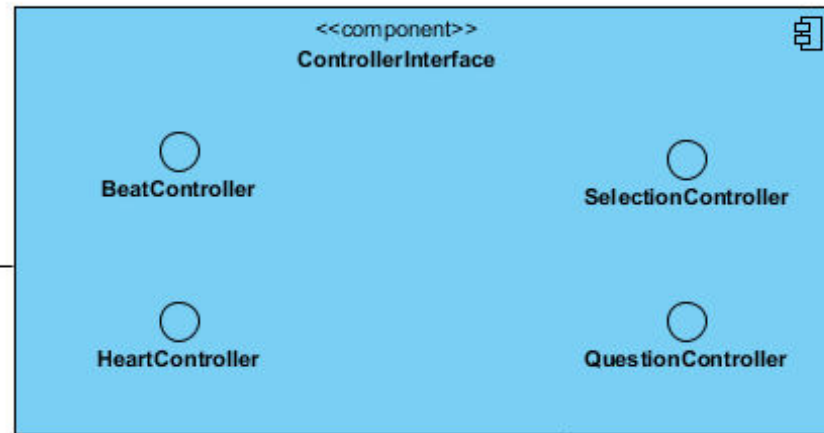 <<component>>
ControllerInterface
BeatController
SelectionController
HeartController
QuestionController